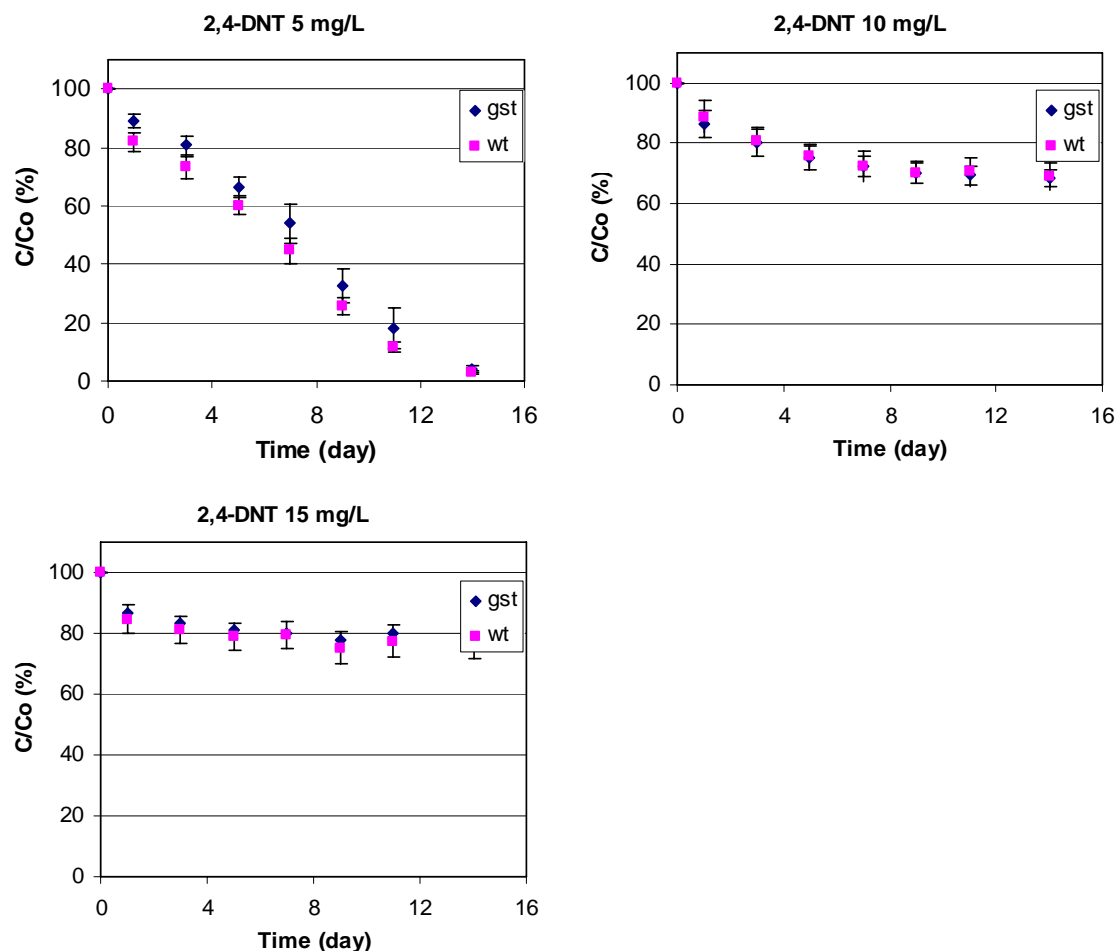 2,4-DNT 5 mg/L
C/Co (%)
100
80
60
40
20
0
gst
wt
0 4 8 12 16
Time (day)
2,4-DNT 10 mg/L
C/Co (%)
100
80
60
40
20
0
gst
wt
0 4 8 12 16
Time (day)
2,4-DNT 15 mg/L
C/Co (%)
100
80
60
40
20
0
gst
wt
0 4 8 12 16
Time (day)